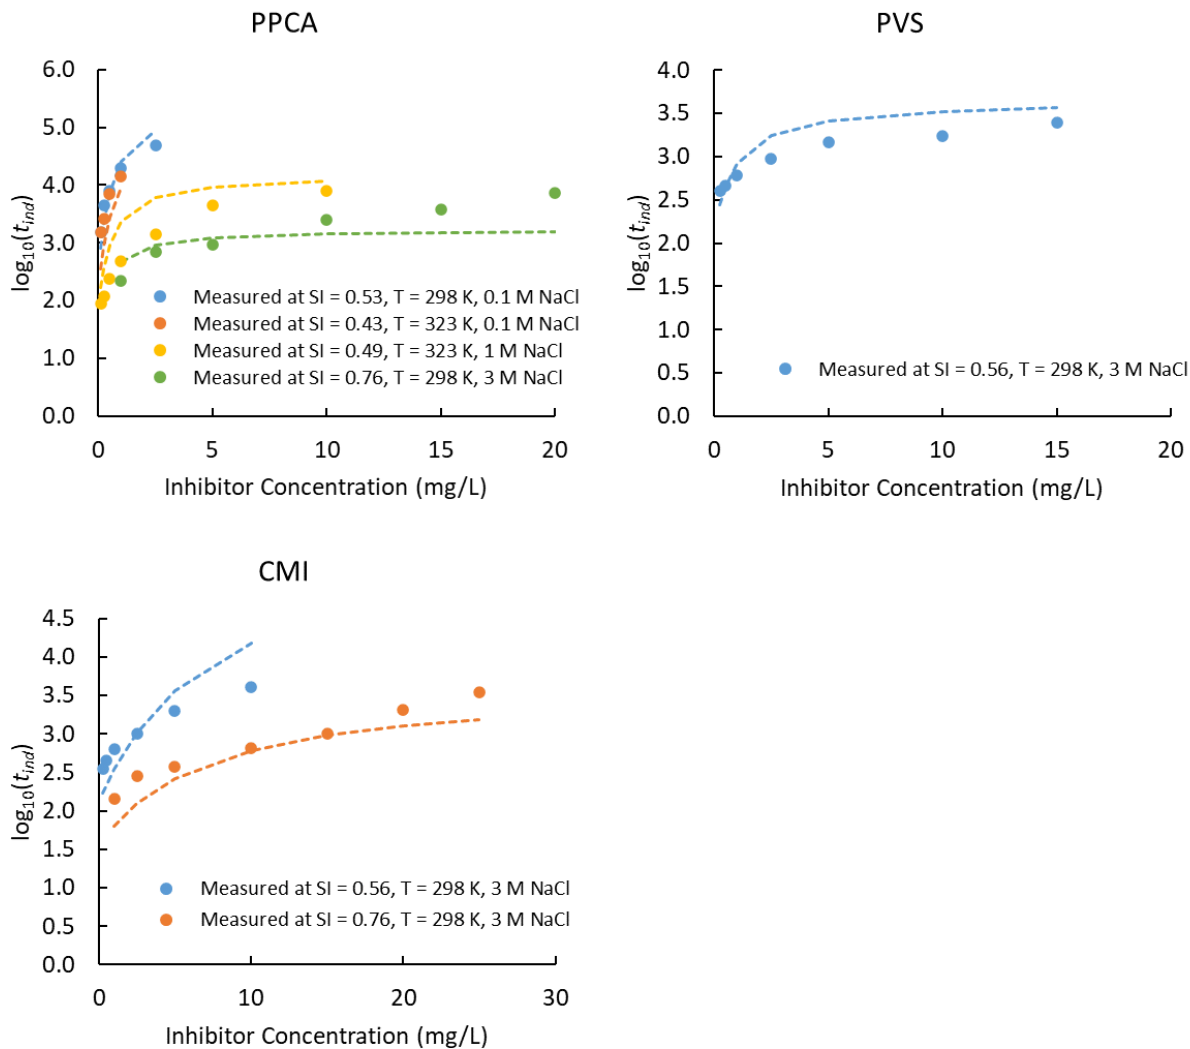 PPCA
6.0
5.0
4.0
3.0
2.0
1.0
0.0
log10(tind)
Measured at SI = 0.53, T = 298 K, 0.1 M NaCl
Measured at SI = 0.43, T = 323 K, 0.1 M NaCl
Measured at SI = 0.49, T = 323 K, 1 M NaCl
Measured at SI = 0.76, T = 298 K, 3 M NaCl
0 5 10 15 20
Inhibitor Concentration (mg/L)
PVS
4.0
3.5
3.0
2.5
2.0
1.5
1.0
0.5
0.0
log10(tind)
Measured at SI = 0.56, T = 298 K, 3 M NaCl
0 5 10 15 20
Inhibitor Concentration (mg/L)
CMI
4.5
4.0
3.5
3.0
2.5
2.0
1.5
1.0
0.5
0.0
log10(tind)
Measured at SI = 0.56, T = 298 K, 3 M NaCl
Measured at SI = 0.76, T = 298 K, 3 M NaCl
0 10 20 30
Inhibitor Concentration (mg/L)